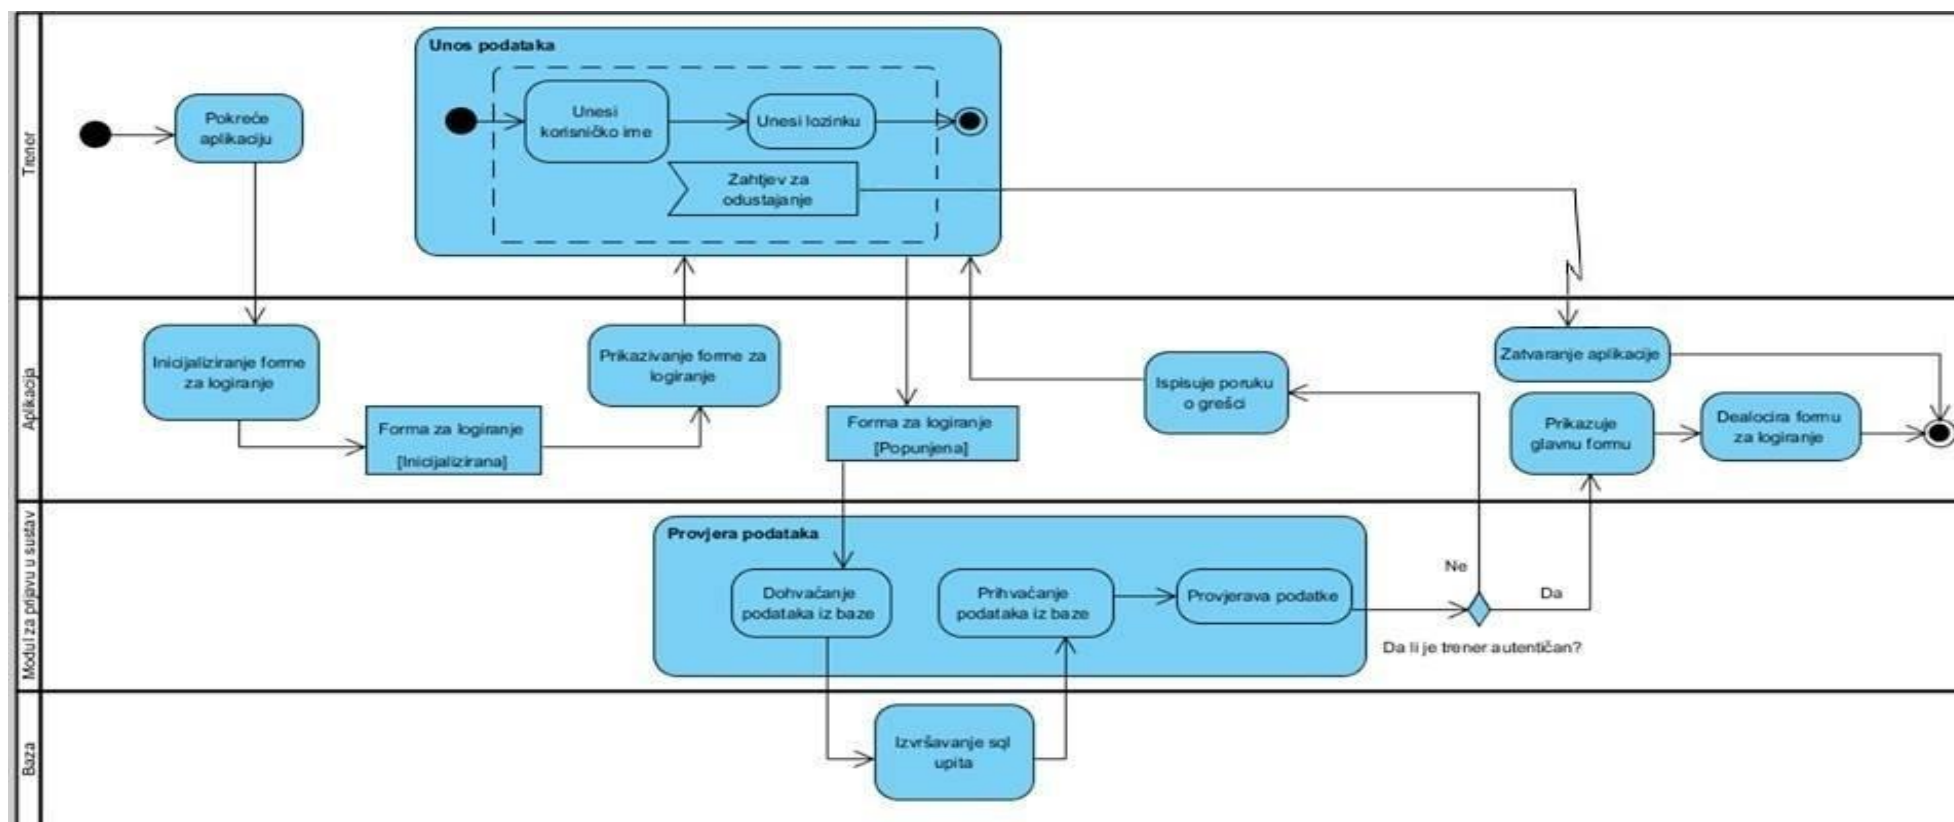 Trener
Pokreće
aplikaciju
Unos podataka
Unesi
korisničko ime
Unesi lozinku
Zahtjev za
odustajanje
Aplikacija
Inicijaliziranje forme
za logiranje
Forma za logiranje
[Inicijalizirana]
Prikazivanje forme za
logiranje
Forma za logiranje
[Popunjena]
Ispisuje poruku
o grešci
Zatvaranje aplikacije
Prikazuje
glavnu formu
Dealocira formu
za logiranje
Modul za prijavu u sustav
Provjera podataka
Dohvaćanje
podataka iz baze
Prihvaćanje
podataka iz baze
Provjerava podatke
Ne
Da
Da li je trener autentičan?
Baza
Izvršavanje sql
upita